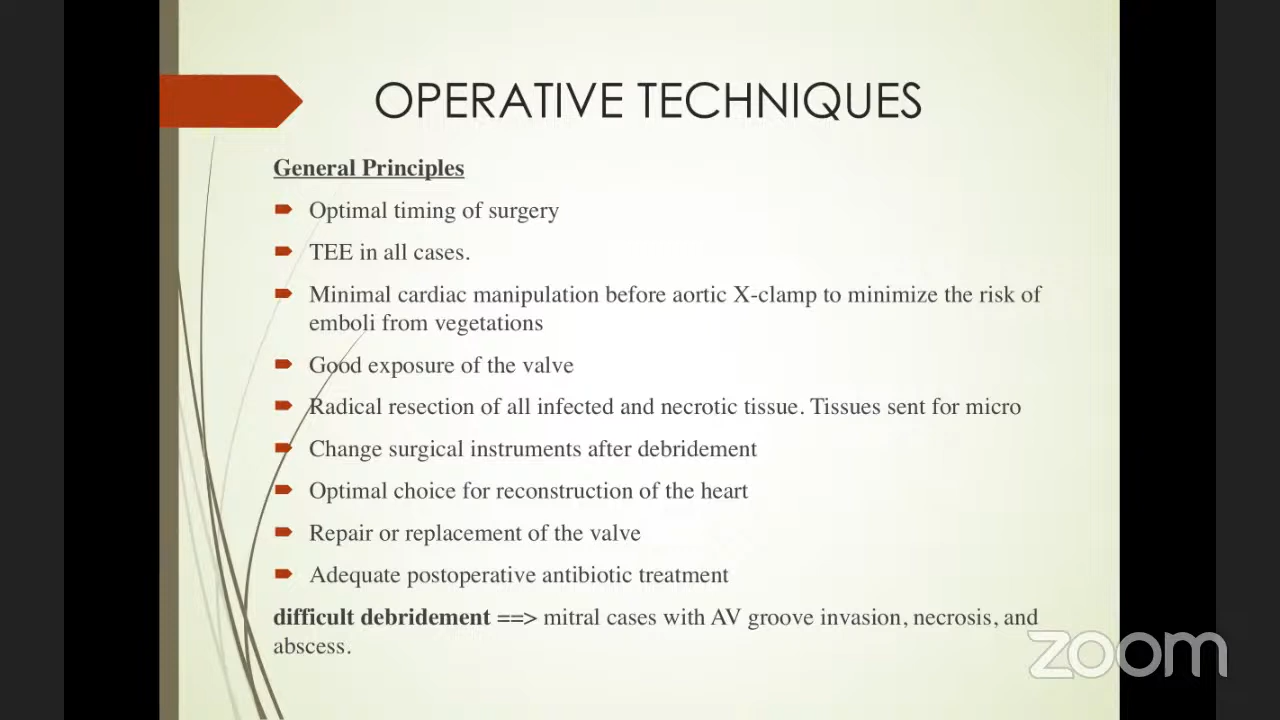 OPERATIVE TECHNIQUES
General Principles
Optimal timing of surgery
TEE in all cases.
Minimal cardiac manipulation before aortic X-clamp to minimize the risk of
emboli from vegetations
Good exposure of the valve
Radical resection of all infected and necrotic tissue. Tissues sent for micro
Change surgical instruments after debridement
Optimal choice for reconstruction of the heart
Repair or replacement of the valve
Adequate postoperative antibiotic treatment
difficult debridement ==> mitral cases with AV groove invasion, necrosis, and
abscess.
zoom